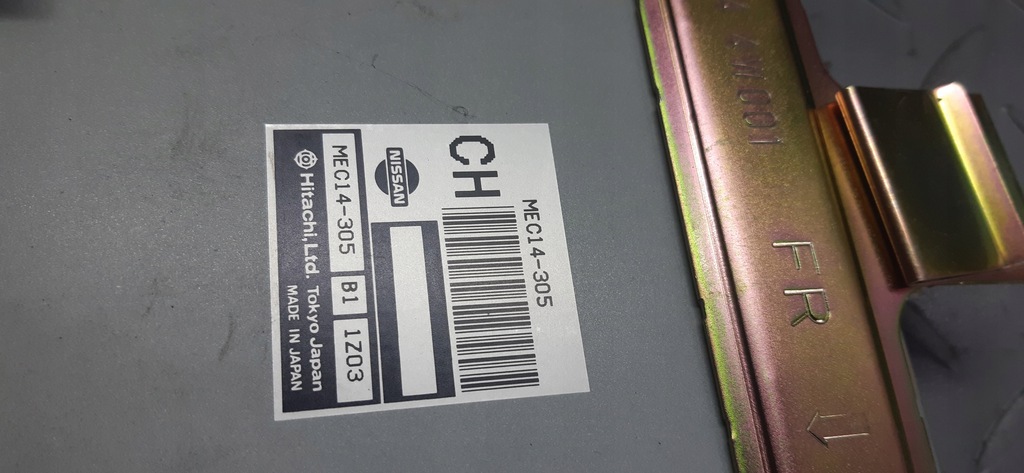 CH
MEC14-305
NISSAN
MEC14-305 B1 1Z03
Hitachi,Ltd. Tokyo Japan
MADE IN JAPAN
FR